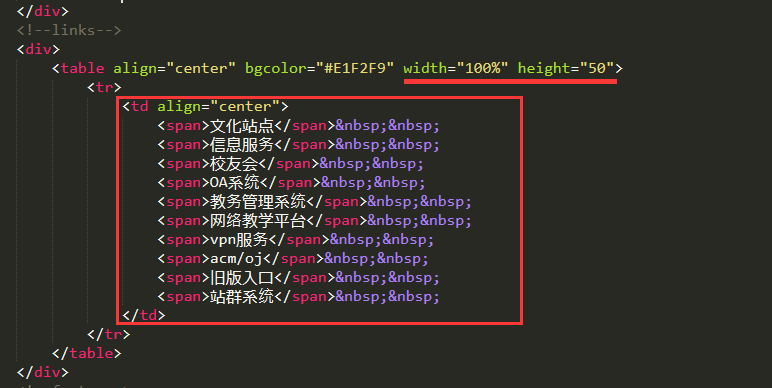 </div>
<!--links-->
<div>
<table align="center" bgcolor="#E1F2F9" width="100%" height="50">
<tr>
<td align="center">
<span>文化站点</span>&nbsp;&nbsp;
<span>信息服务</span>&nbsp;&nbsp;
<span>校友会</span>&nbsp;&nbsp;
<span>OA系统</span>&nbsp;&nbsp;
<span>教务管理系统</span>&nbsp;&nbsp;
<span>网络教学平台</span>&nbsp;&nbsp;
<span>vpn服务</span>&nbsp;&nbsp;
<span>acm/oj</span>&nbsp;&nbsp;
<span>旧版入口</span>&nbsp;&nbsp;
<span>站群系统</span>&nbsp;&nbsp;
</td>
</tr>
</table>
</div>